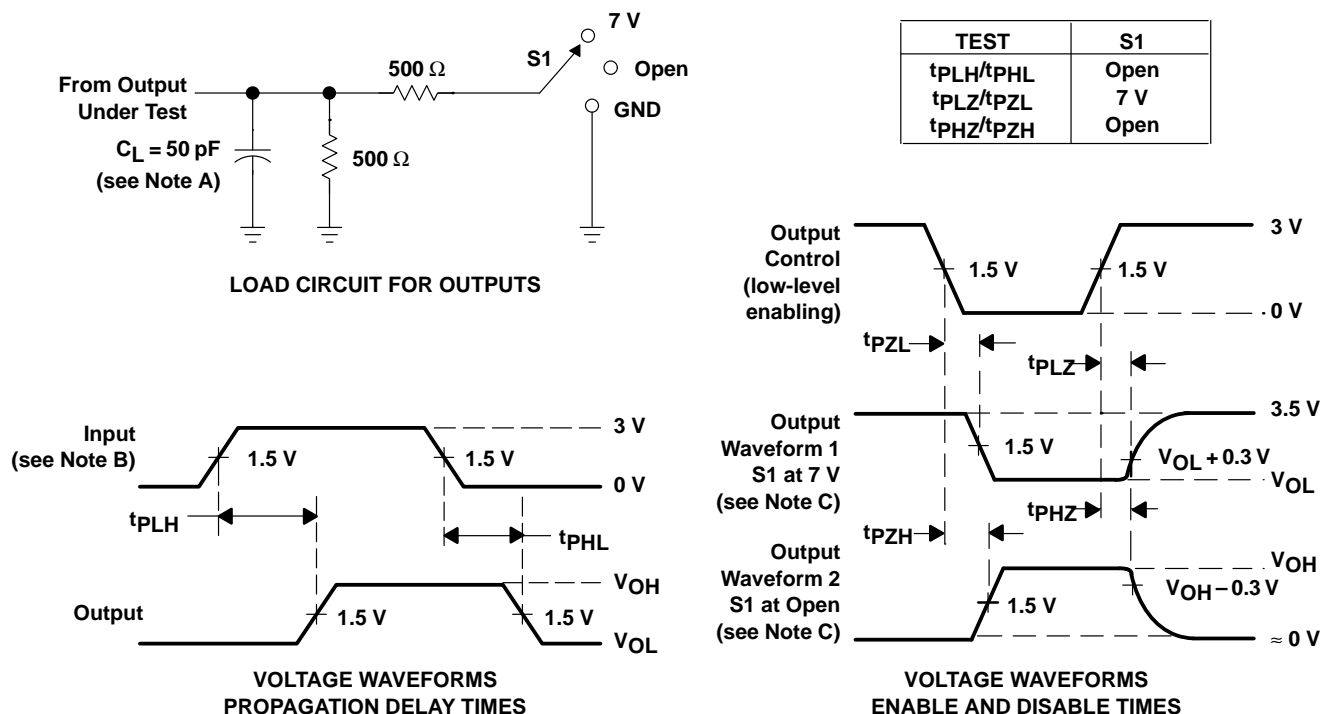 7 V
S1
Open
GND
500 Ω
From Output
Under Test
CL = 50 pF
(see Note A)
500 Ω
LOAD CIRCUIT FOR OUTPUTS
TEST S1
tPLH/tPHL Open
tPLZ/tPZL 7 V
tPHZ/tPZH Open
Input
(see Note B)
1.5 V
1.5 V
3 V
0 V
tPLH
tPHL
Output
1.5 V
1.5 V
VOH
VOL
VOLTAGE WAVEFORMS
PROPAGATION DELAY TIMES
Output
Control
(low-level
enabling)
1.5 V
1.5 V
3 V
0 V
tPZL
tPLZ
Output
Waveform 1
S1 at 7 V
(see Note C)
1.5 V
3.5 V
VOL + 0.3 V
VOL
tPZH
tPHZ
Output
Waveform 2
S1 at Open
(see Note C)
1.5 V
VOH
VOH − 0.3 V
≈ 0 V
VOLTAGE WAVEFORMS
ENABLE AND DISABLE TIMES